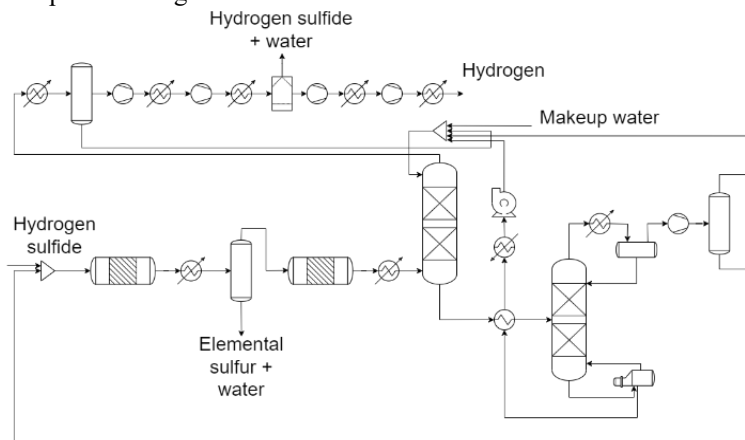 Hydrogen sulfide
+ water
Hydrogen
Makeup water
Hydrogen
sulfide
Elemental
sulfur +
water